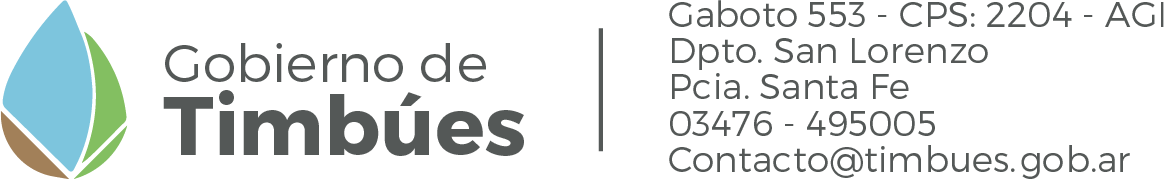 Gobierno de
Timbúes
Gaboto 553 - CPS: 2204 - AGI
Dpto. San Lorenzo
Pcia. Santa Fe
03476 - 495005
Contacto@timbues.gob.ar